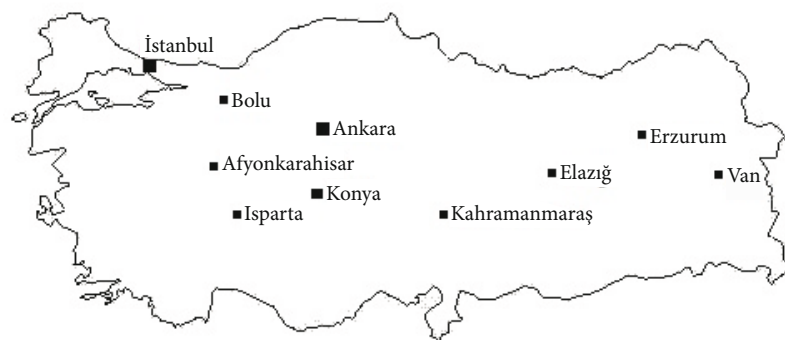 İstanbul
Bolu
Ankara
Erzurum
Afyonkarahisar
Elazığ
Van
Konya
Isparta
Kahramanmaraş